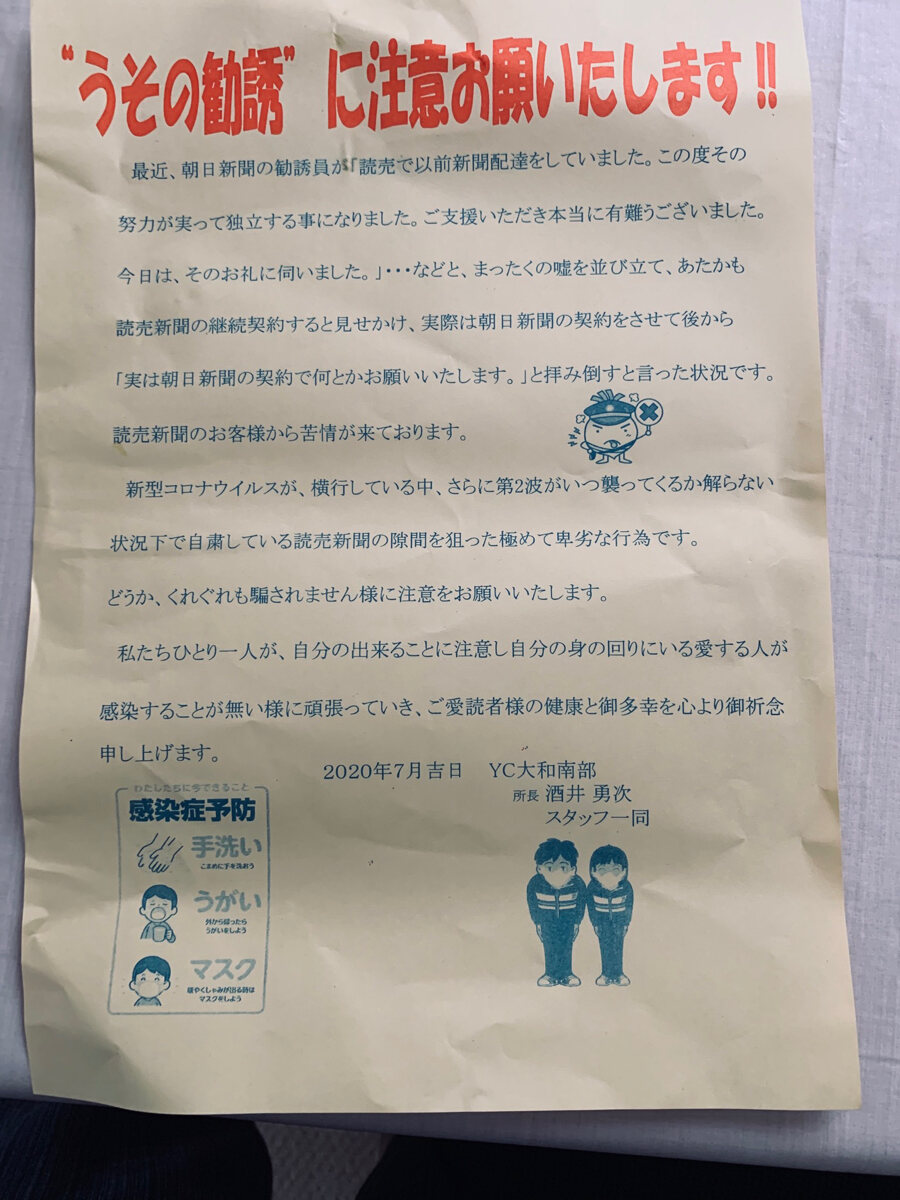 “うその勧誘”に注意お願いたします!!
最近、朝日新聞の勧誘員が「読売で以前新聞配達をしていました。この度その
努力が実って独立する事になりました。ご支援いただき本当に有難うございました。
今日は、そのお礼に伺いました。」・・・などと、まったくの嘘を並び立て、あたかも
読売新聞の継続契約すると見せかけ、実際は朝日新聞の契約をさせて後から
「実は朝日新聞の契約で何とかお願いいたします。」と拝み倒すと言った状況です。
読売新聞のお客様から苦情が来ております。
新型コロナウイルスが、横行している中、さらに第2波がいつ襲ってくるか解らない
状況下で自粛している読売新聞の隙間を狙った極めて卑劣な行為です。
どうか、くれぐれも騙されません様に注意をお願いいたします。
私たちひとり一人が、自分の出来ることに注意し自分の身の回りにいる愛する人が
感染することが無い様に頑張っていき、ご愛読者様の健康と御多幸を心より御祈念
申し上げます。
2020年7月吉日 YC大和南部
所長 酒井 勇次
スタッフ一同
わたしたちに今できること
感染症予防
手洗い
こまめに手を洗おう
うがい
外から帰ったら
うがいをしよう
マスク
咳やくしゃみが出る時は
マスクをしよう